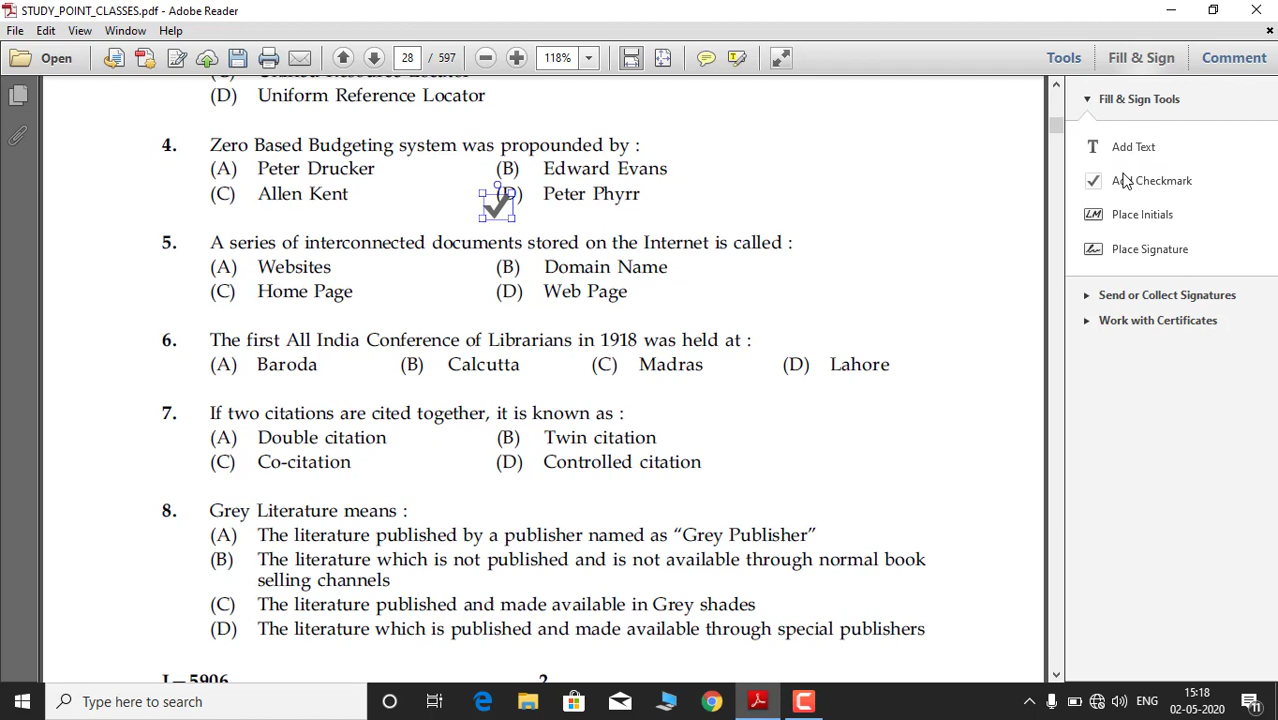 STUDY_POINT_CLASSES.pdf - Adobe Reader
File Edit View Window Help
Open 28 / 597 118% Tools Fill & Sign Comment
(D) Uniform Reference Locator
4. Zero Based Budgeting system was propounded by :
(A) Peter Drucker (B) Edward Evans
(C) Allen Kent (D) Peter Phyrr
5. A series of interconnected documents stored on the Internet is called :
(A) Websites (B) Domain Name
(C) Home Page (D) Web Page
6. The first All India Conference of Librarians in 1918 was held at :
(A) Baroda (B) Calcutta (C) Madras (D) Lahore
7. If two citations are cited together, it is known as :
(A) Double citation (B) Twin citation
(C) Co-citation (D) Controlled citation
8. Grey Literature means :
(A) The literature published by a publisher named as “Grey Publisher”
(B) The literature which is not published and is not available through normal book
selling channels
(C) The literature published and made available in Grey shades
(D) The literature which is published and made available through special publishers
J—5906 2
Fill & Sign Tools
T Add Text
Add Checkmark
LM Place Initials
Place Signature
Send or Collect Signatures
Work with Certificates
Type here to search
ENG 15:18
02-05-2020 11